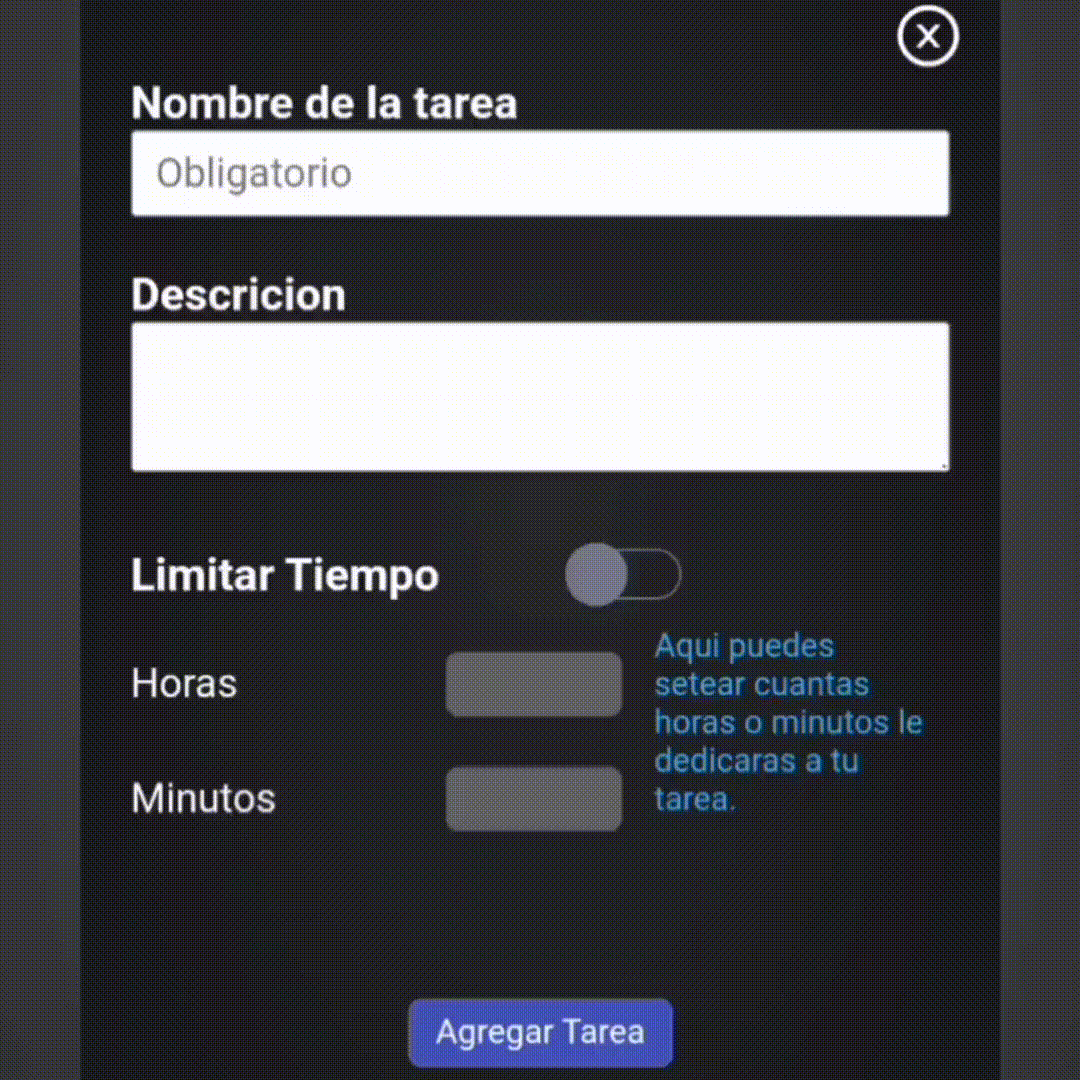 Nombre de la tarea
Obligatorio
Descricion
Limitar Tiempo
Horas
Aqui puedes
setear cuantas
horas o minutos le
dedicaras a tu
tarea.
Minutos
Agregar Tarea